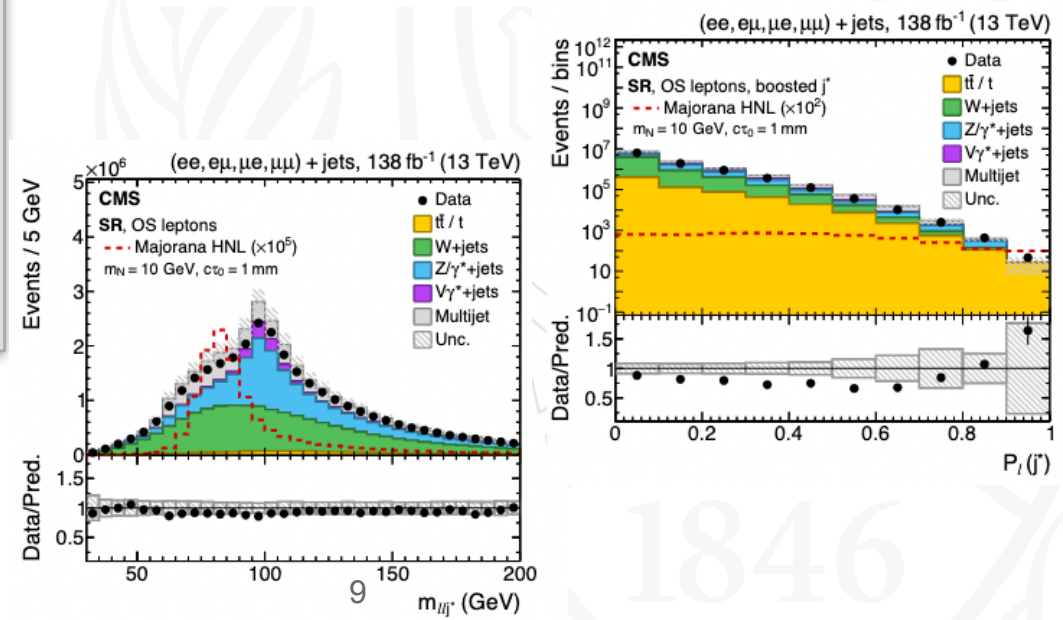 (ee, eμ, μe, μμ) + jets, 138 fb⁻¹ (13 TeV)
×10⁶
CMS
SR, OS leptons
Majorana HNL (×10⁵)
m_N = 10 GeV, cτ₀ = 1 mm
Data
tt̄ / t
W+jets
Z/γ*+jets
Vγ*+jets
Multijet
Unc.
Events / 5 GeV
5
4
3
2
1
0
Data/Pred.
1.5
1
0.5
50 100 150 200
m_llj* (GeV)
9
(ee, eμ, μe, μμ) + jets, 138 fb⁻¹ (13 TeV)
CMS
SR, OS leptons, boosted j*
Majorana HNL (×10²)
m_N = 10 GeV, cτ₀ = 1 mm
Data
tt̄ / t
W+jets
Z/γ*+jets
Vγ*+jets
Multijet
Unc.
Events / bins
10¹²
10¹¹
10⁹
10⁷
10⁵
10³
10
10⁻¹
Data/Pred.
1.5
1
0.5
0 0.2 0.4 0.6 0.8 1
P_l (j*)
1846